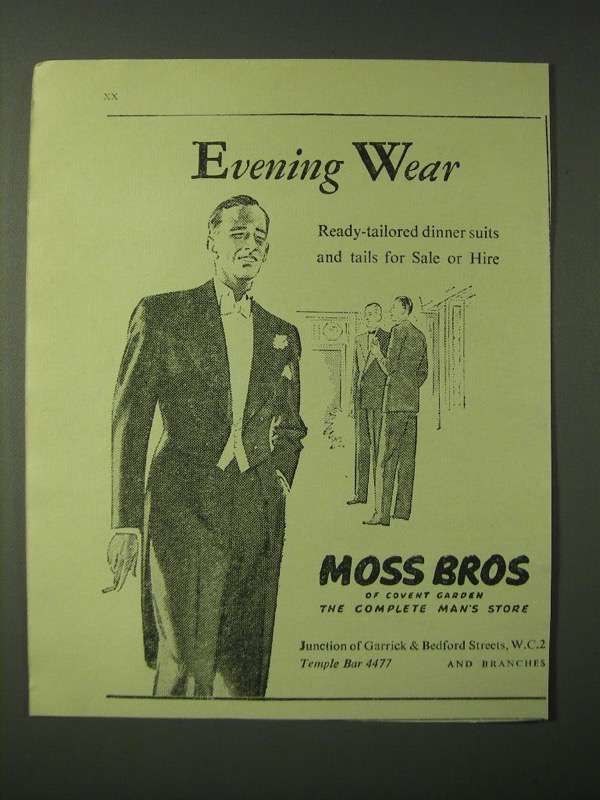 xx
Evening Wear
Ready-tailored dinner suits
and tails for Sale or Hire
MOSS BROS
OF COVENT GARDEN
THE COMPLETE MAN'S STORE
Junction of Garrick & Bedford Streets, W.C.2
Temple Bar 4477 AND BRANCHES